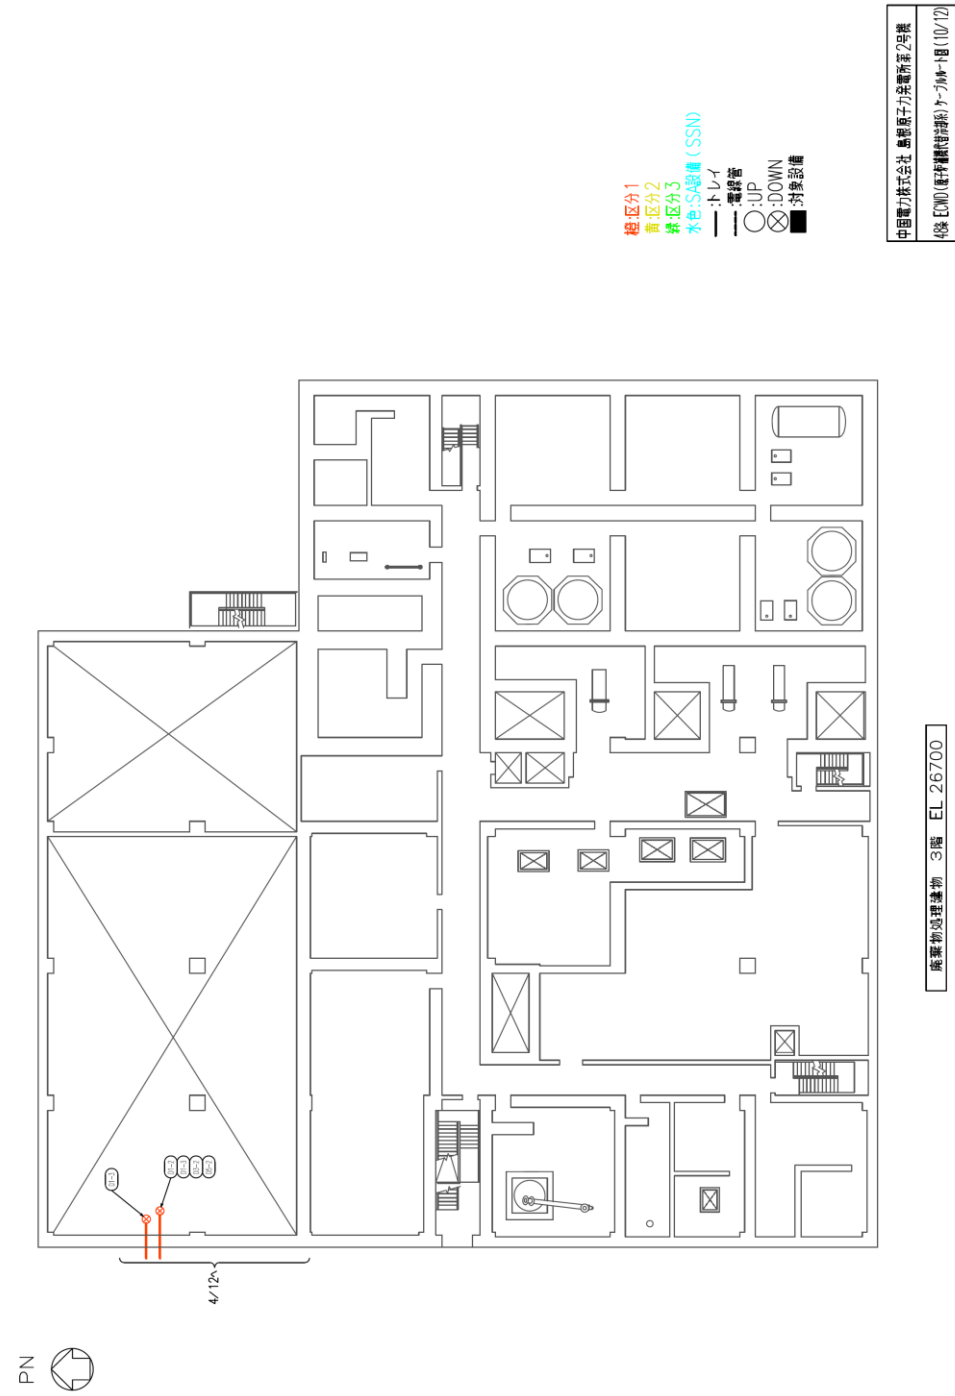 中国電力株式会社 島根原子力発電所第2号機
48条 ECWD(原子炉補機代替冷却系) ケーブルルート図(10/12)
橙:区分1
黄:区分2
緑:区分3
水色:SA設備(SSN)
:トレイ
:電線管
:UP
:DOWN
:対象設備
廃棄物処理建物 3階 EL 26700
4/12へ
PN